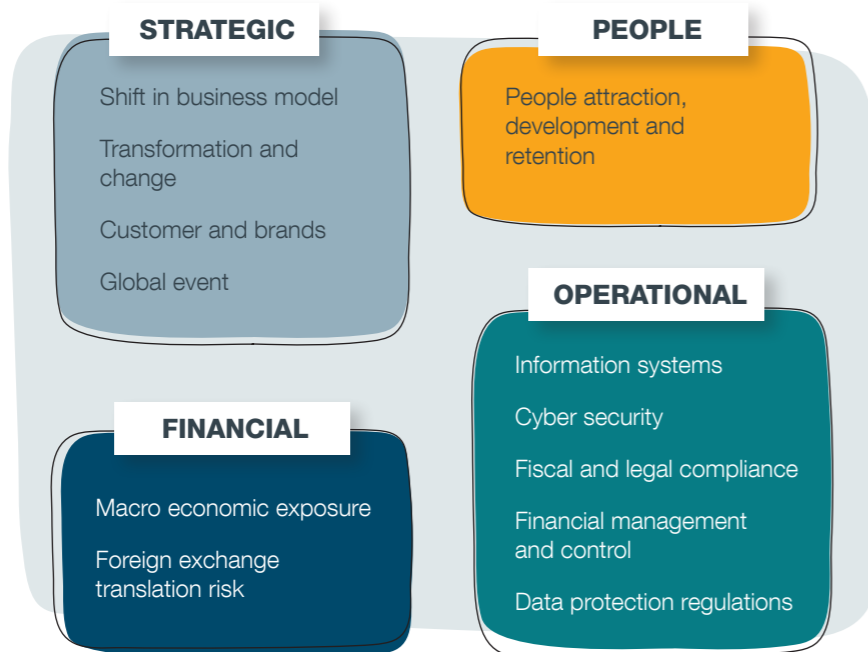 STRATEGIC
Shift in business model
Transformation and
change
Customer and brands
Global event
PEOPLE
People attraction,
development and
retention
FINANCIAL
Macro economic exposure
Foreign exchange
translation risk
OPERATIONAL
Information systems
Cyber security
Fiscal and legal compliance
Financial management
and control
Data protection regulations